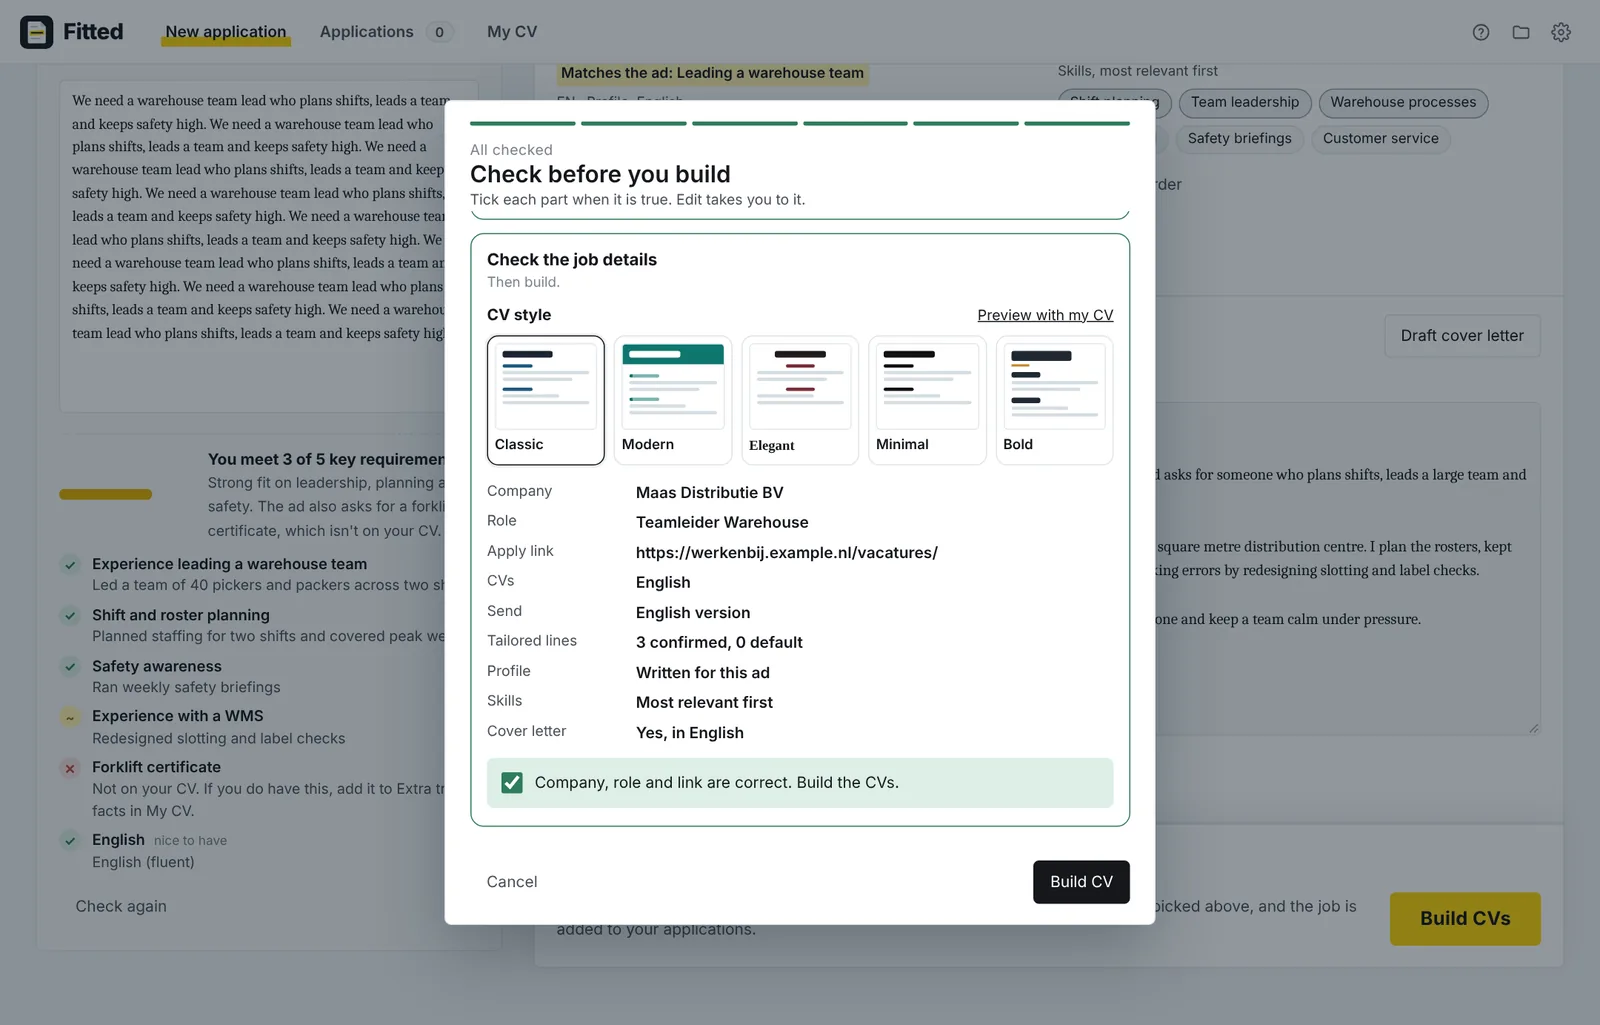 Fitted
New application
Applications 0
My CV
We need a warehouse team lead who plans shifts, leads a team
and keeps safety high. We need a warehouse team lead who
plans shifts, leads a team and keeps safety high. We need a
warehouse team lead who plans shifts, leads a team and keep
safety high. We need a warehouse team lead who plans shifts,
leads a team and keeps safety high. We need a warehouse
lead who plans shifts, leads a team and keeps safety high. We
need a warehouse team lead who plans shifts, leads a team
keeps safety high. We need a warehouse team lead who plans
shifts, leads a team and keeps safety high. We need a
team lead who plans shifts, leads a team and keeps safety
You meet 3 of 5 key
Strong fit on leadership, planning
safety. The ad also asks for a
certificate, which isn't on your CV.
Experience leading a warehouse team
Led a team of 40 pickers and packers across two
Shift and roster planning
Planned staffing for two shifts and covered peak
Safety awareness
Ran weekly safety briefings
~ Experience with a WMS
Redesigned slotting and label checks
Forklift certificate
Not on your CV. If you do have this, add it to Extra
facts in My CV.
English nice to have
English (fluent)
Check again
Matches the ad: Leading a warehouse team
Skills, most relevant first
Team leadership
Warehouse processes
Safety briefings
Customer service
Draft cover letter
asks for someone who plans shifts, leads a large team and
square metre distribution centre. I plan the rosters, kept
errors by redesigning slotting and label checks.
one and keep a team calm under pressure.
picked above, and the job is
added to your applications.
Build CVs
All checked
Check before you build
Tick each part when it is true. Edit takes you to it.
Check the job details
Then build.
CV style
Preview with my CV
Classic
Modern
Elegant
Minimal
Bold
Company Maas Distributie BV
Role Teamleider Warehouse
Apply link https://werkenbij.example.nl/vacatures/
CVs English
Send English version
Tailored lines 3 confirmed, 0 default
Profile Written for this ad
Skills Most relevant first
Cover letter Yes, in English
Company, role and link are correct. Build the CVs.
Cancel
Build CV